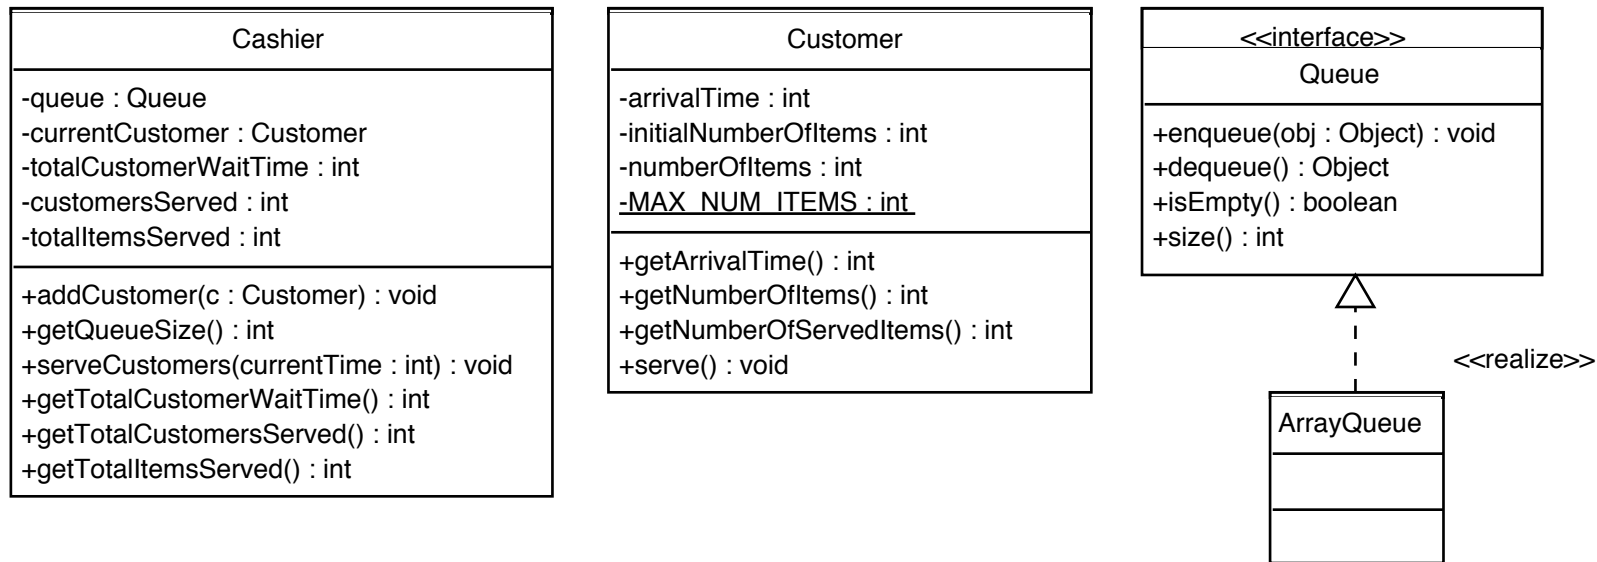 Cashier
-queue : Queue
-currentCustomer : Customer
-totalCustomerWaitTime : int
-customersServed : int
-totalItemsServed : int
+addCustomer(c : Customer) : void
+getQueueSize() : int
+serveCustomers(currentTime : int) : void
+getTotalCustomerWaitTime() : int
+getTotalCustomersServed() : int
+getTotalItemsServed() : int
Customer
-arrivalTime : int
-initialNumberOfItems : int
-numberOfItems : int
-MAX_NUM_ITEMS : int
+getArrivalTime() : int
+getNumberOfItems() : int
+getNumberOfServedItems() : int
+serve() : void
<<interface>>
Queue
+enqueue(obj : Object) : void
+dequeue() : Object
+isEmpty() : boolean
+size() : int
<<realize>>
ArrayQueue